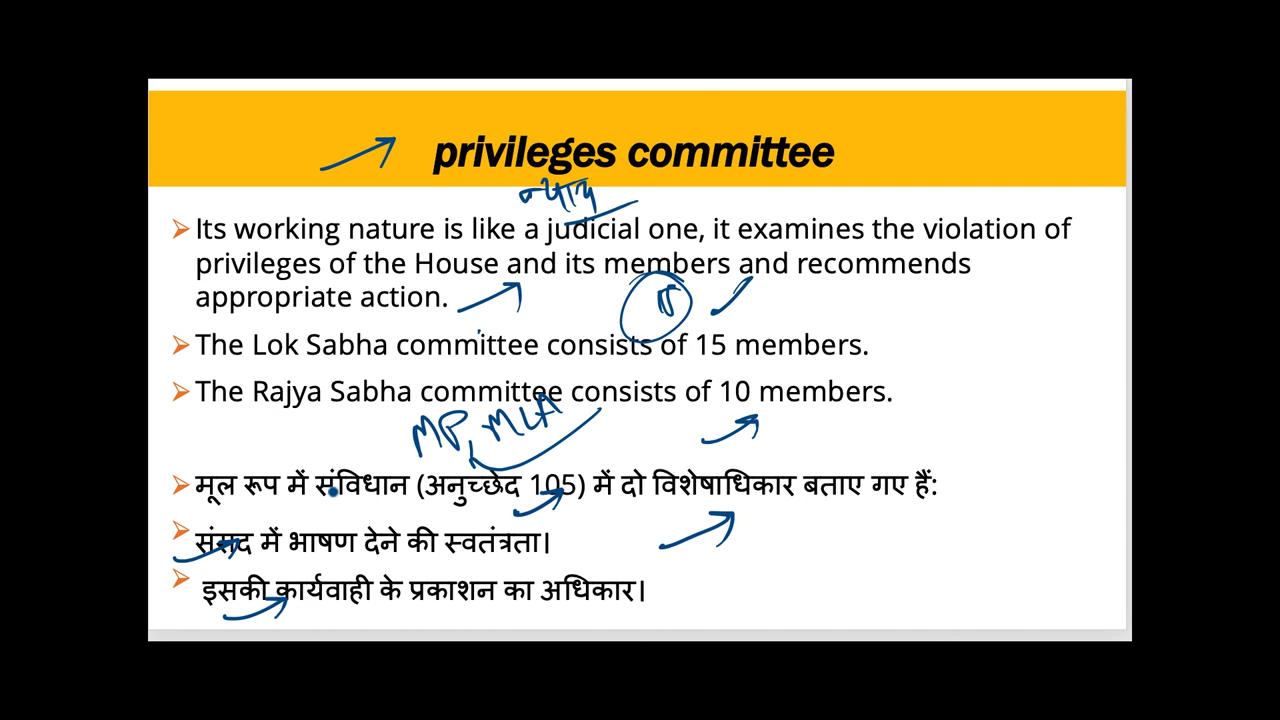 privileges committee
न्याय
Its working nature is like a judicial one, it examines the violation of
privileges of the House and its members and recommends
appropriate action.
The Lok Sabha committee consists of 15 members.
The Rajya Sabha committee consists of 10 members.
MP, MLA
मूल रूप में संविधान (अनुच्छेद 105) में दो विशेषाधिकार बताए गए हैं:
संसद में भाषण देने की स्वतंत्रता।
इसकी कार्यवाही के प्रकाशन का अधिकार।